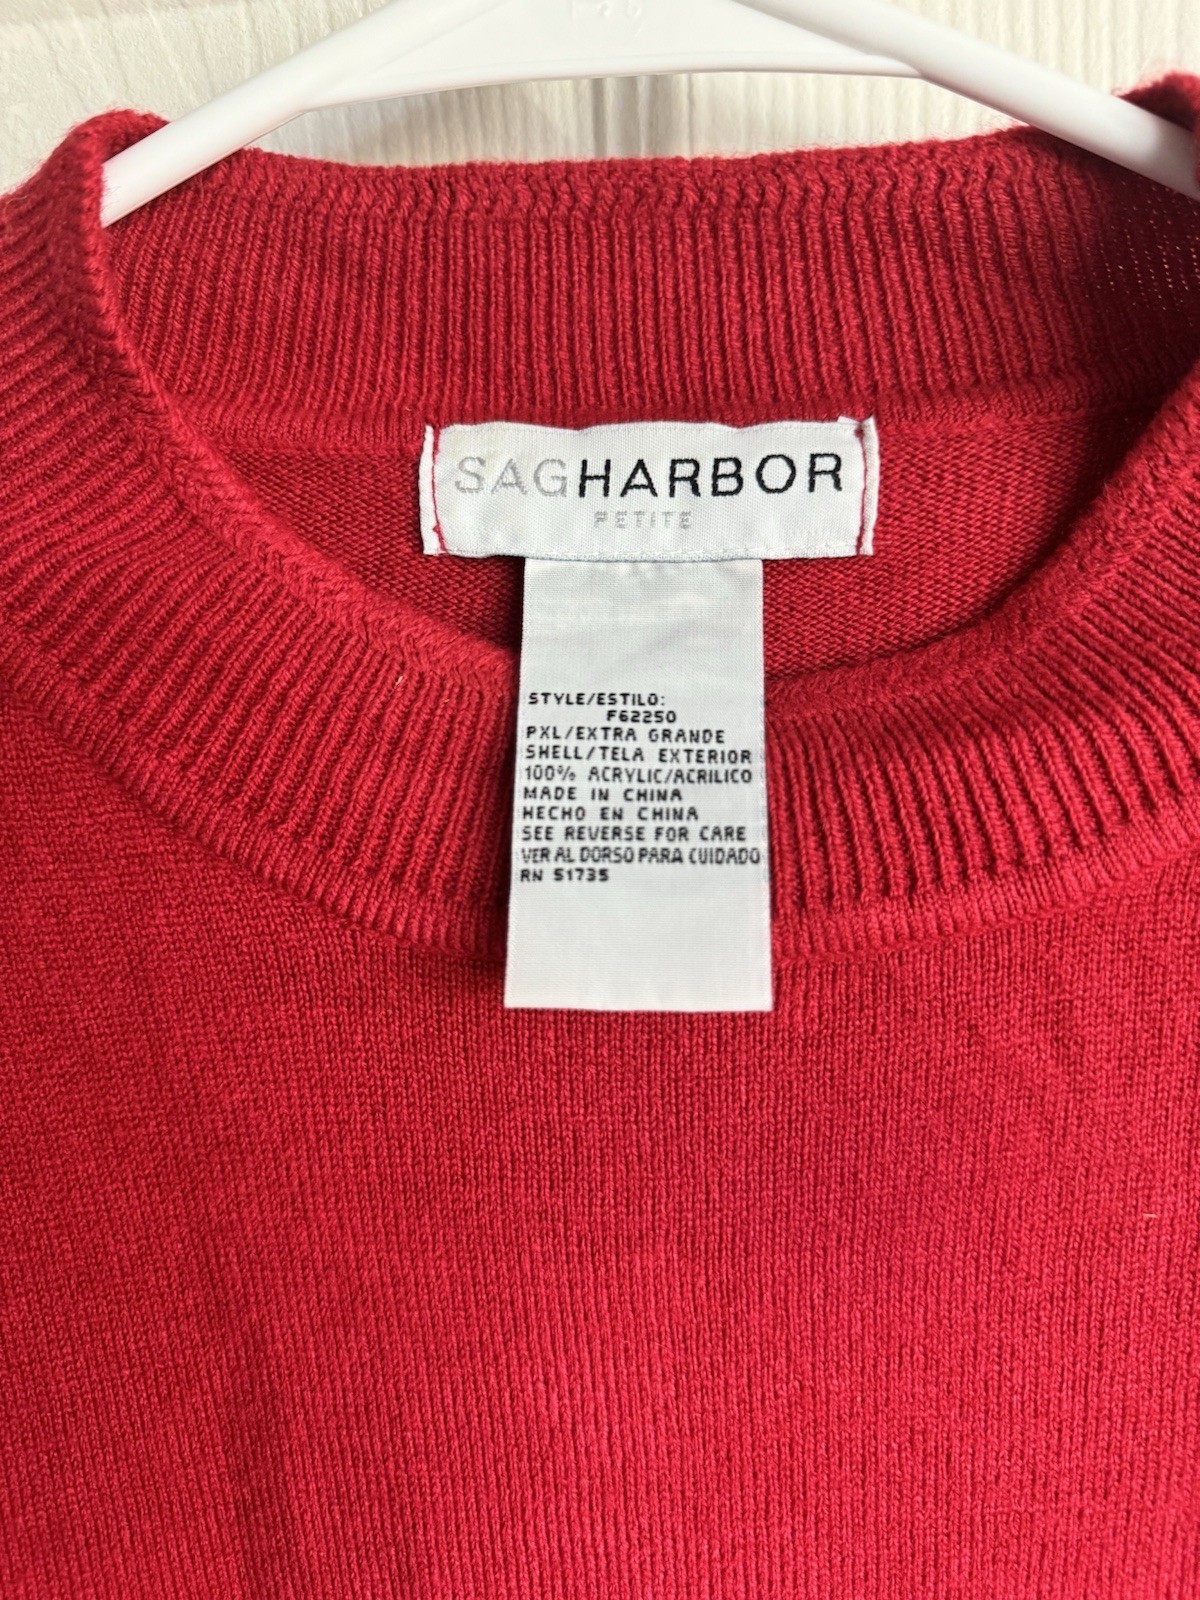 SAGHARBOR
PETITE
STYLE/ESTILO:
F62250
PXL/EXTRA GRANDE
SHELL/TELA EXTERIOR
100% ACRYLIC/ACRILICO
MADE IN CHINA
HECHO EN CHINA
SEE REVERSE FOR CARE
VER AL DORSO PARA CUIDADO
RN 51735